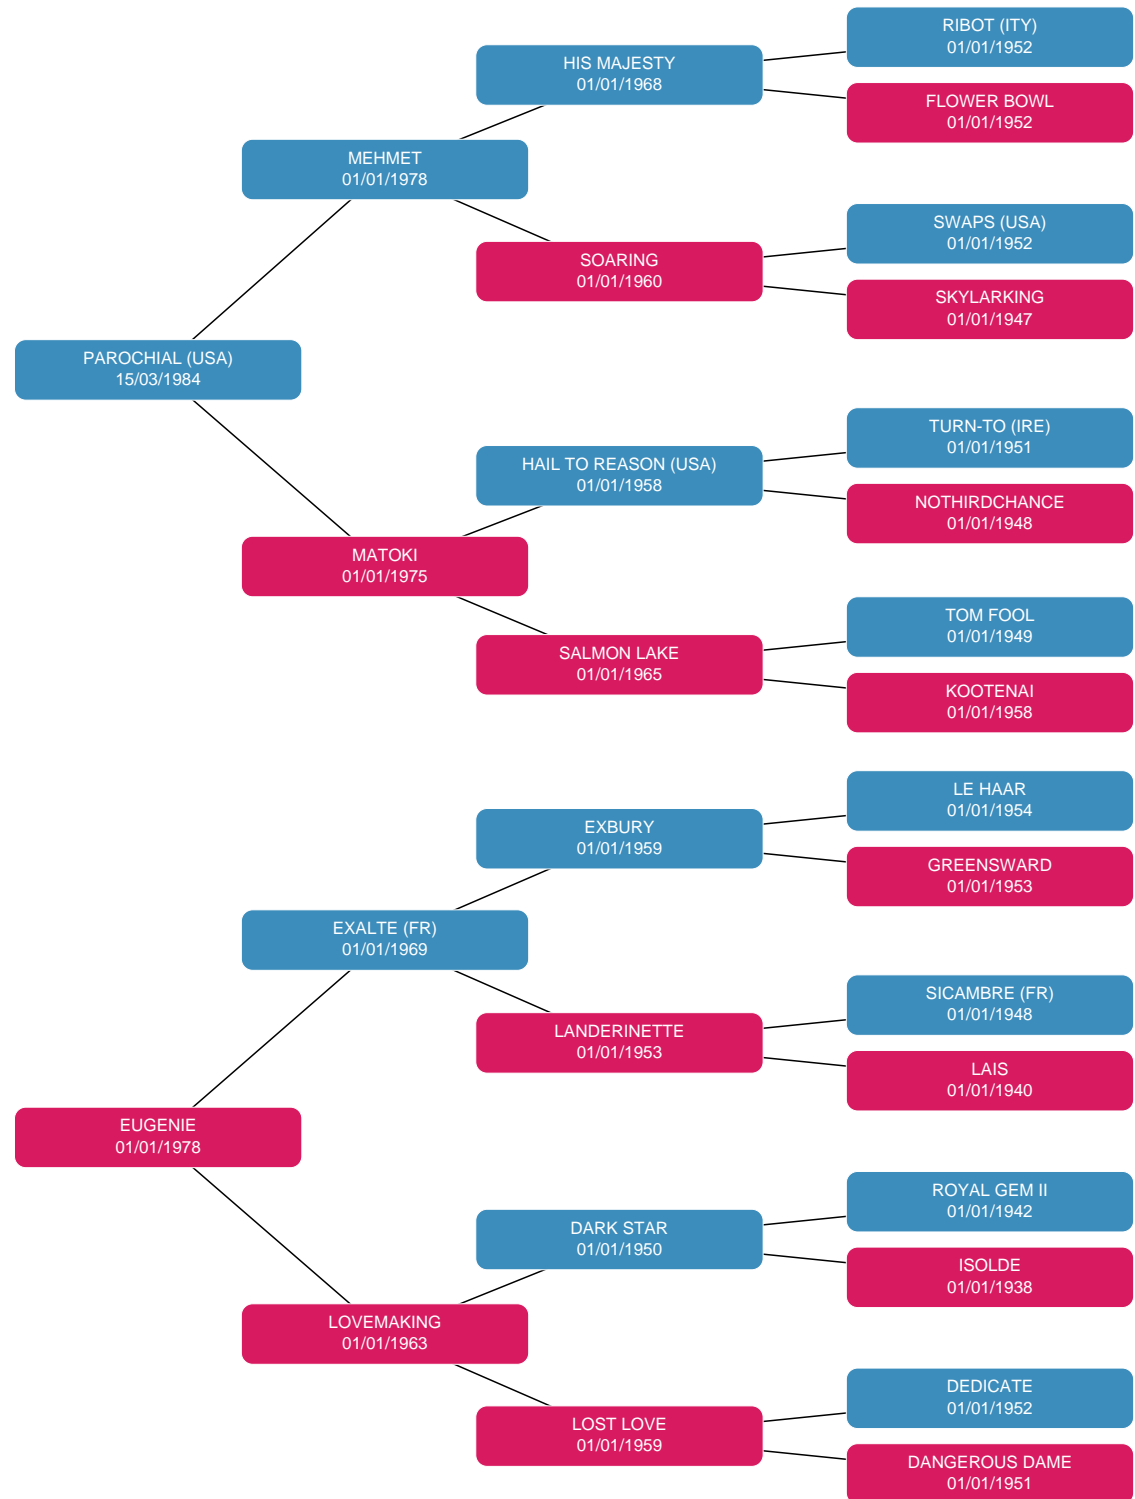 RIBOT (ITY)
01/01/1952
HIS MAJESTY
01/01/1968
FLOWER BOWL
01/01/1952
MEHMET
01/01/1978
SWAPS (USA)
01/01/1952
SOARING
01/01/1960
SKYLARKING
01/01/1947
PAROCHIAL (USA)
15/03/1984
TURN-TO (IRE)
01/01/1951
HAIL TO REASON (USA)
01/01/1958
NOTHIRDCHANCE
01/01/1948
MATOKI
01/01/1975
TOM FOOL
01/01/1949
SALMON LAKE
01/01/1965
KOOTENAI
01/01/1958
LE HAAR
01/01/1954
EXBURY
01/01/1959
GREENSWARD
01/01/1953
EXALTE (FR)
01/01/1969
SICAMBRE (FR)
01/01/1948
LANDERINETTE
01/01/1953
LAIS
01/01/1940
EUGENIE
01/01/1978
ROYAL GEM II
01/01/1942
DARK STAR
01/01/1950
ISOLDE
01/01/1938
LOVEMAKING
01/01/1963
DEDICATE
01/01/1952
LOST LOVE
01/01/1959
DANGEROUS DAME
01/01/1951